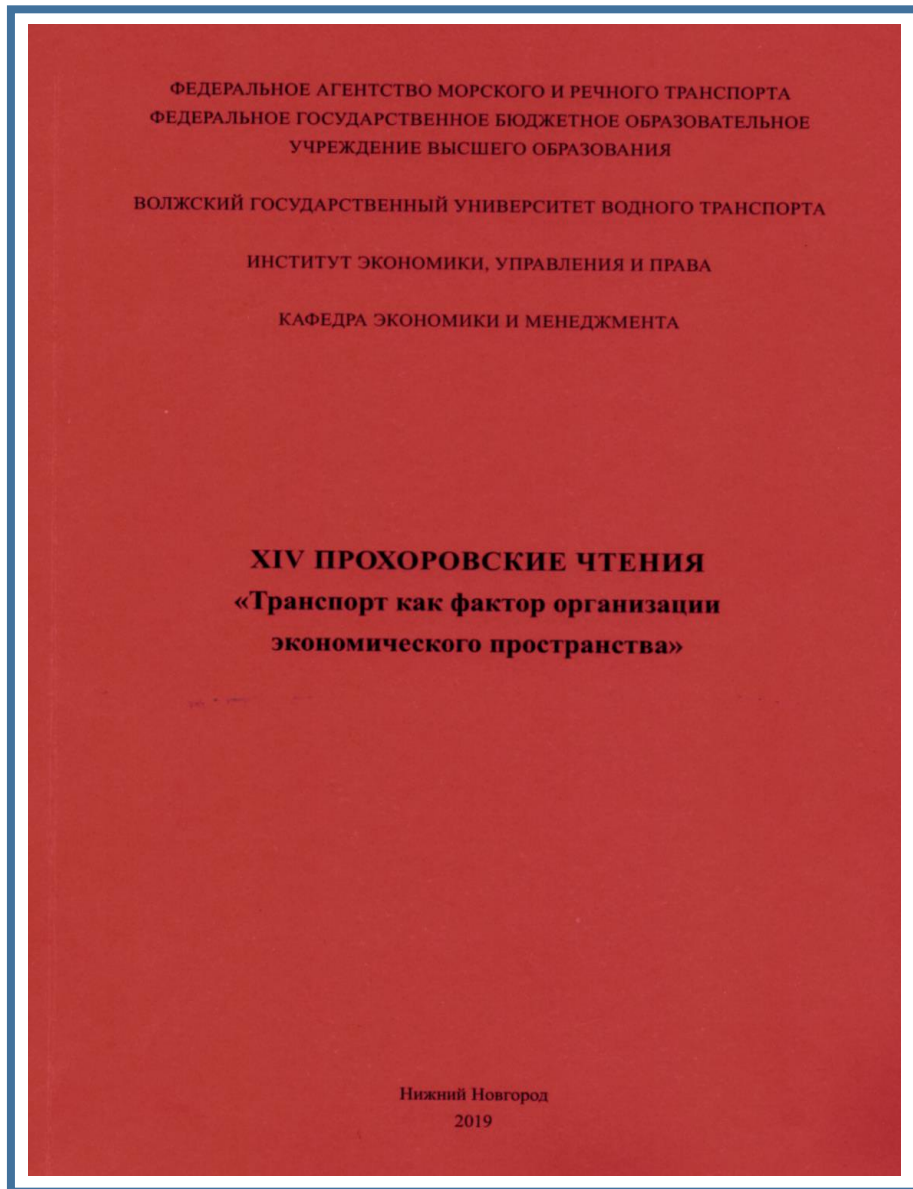 ФЕДЕРАЛЬНОЕ АГЕНТСТВО МОРСКОГО И РЕЧНОГО ТРАНСПОРТА
ФЕДЕРАЛЬНОЕ ГОСУДАРСТВЕННОЕ БЮДЖЕТНОЕ ОБРАЗОВАТЕЛЬНОЕ
УЧРЕЖДЕНИЕ ВЫСШЕГО ОБРАЗОВАНИЯ
ВОЛЖСКИЙ ГОСУДАРСТВЕННЫЙ УНИВЕРСИТЕТ ВОДНОГО ТРАНСПОРТА
ИНСТИТУТ ЭКОНОМИКИ, УПРАВЛЕНИЯ И ПРАВА
КАФЕДРА ЭКОНОМИКИ И МЕНЕДЖМЕНТА
XIV ПРОХОРОВСКИЕ ЧТЕНИЯ
«Транспорт как фактор организации
экономического пространства»
Нижний Новгород
2019